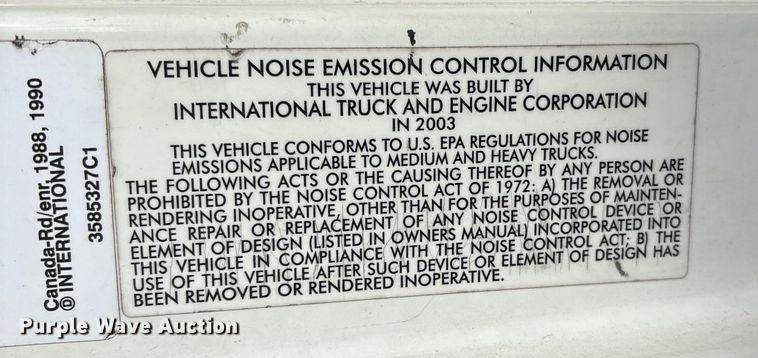 Canada-Rd/enr, 1988, 1990
© INTERNATIONAL
3585327C1
VEHICLE NOISE EMISSION CONTROL INFORMATION
THIS VEHICLE WAS BUILT BY
INTERNATIONAL TRUCK AND ENGINE CORPORATION
IN 2003
THIS VEHICLE CONFORMS TO U.S. EPA REGULATIONS FOR NOISE
EMISSIONS APPLICABLE TO MEDIUM AND HEAVY TRUCKS.
THE FOLLOWING ACTS OR THE CAUSING THEREOF BY ANY PERSON ARE
PROHIBITED BY THE NOISE CONTROL ACT OF 1972: A) THE REMOVAL OR
RENDERING INOPERATIVE, OTHER THAN FOR THE PURPOSES OF MAINTEN-
ANCE REPAIR OR REPLACEMENT OF ANY NOISE CONTROL DEVICE OR
ELEMENT OF DESIGN (LISTED IN OWNERS MANUAL) INCORPORATED INTO
THIS VEHICLE IN COMPLIANCE WITH THE NOISE CONTROL ACT; B) THE
USE OF THIS VEHICLE AFTER SUCH DEVICE OR ELEMENT OF DESIGN HAS
BEEN REMOVED OR RENDERED INOPERATIVE.
Purple Wave Auction